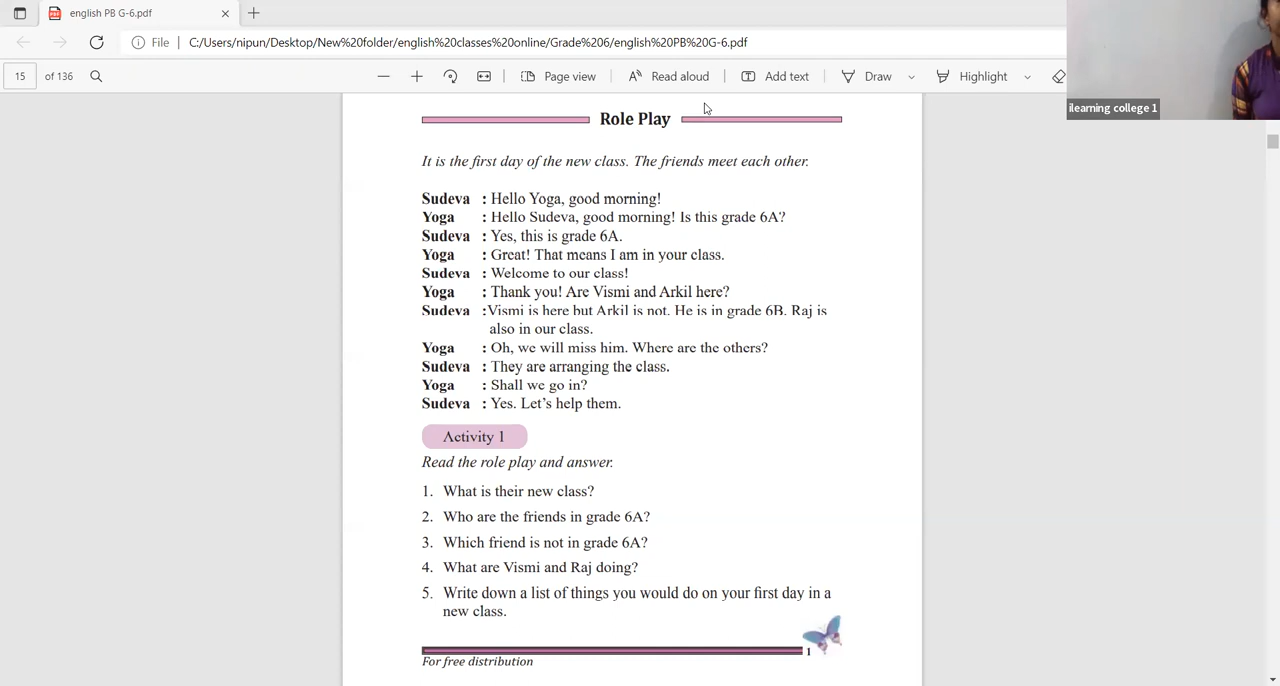 english PB G-6.pdf
File C:/Users/nipun/Desktop/New%20folder/english%20classes%20online/Grade%206/english%20PB%20G-6.pdf
15 of 136 Page view Read aloud Add text Draw Highlight
ilearning college 1
Role Play
It is the first day of the new class. The friends meet each other.
Sudeva : Hello Yoga, good morning!
Yoga : Hello Sudeva, good morning! Is this grade 6A?
Sudeva : Yes, this is grade 6A.
Yoga : Great! That means I am in your class.
Sudeva : Welcome to our class!
Yoga : Thank you! Are Vismi and Arkil here?
Sudeva :Vismi is here but Arkil is not. He is in grade 6B. Raj is
also in our class.
Yoga : Oh, we will miss him. Where are the others?
Sudeva : They are arranging the class.
Yoga : Shall we go in?
Sudeva : Yes. Let's help them.
Activity 1
Read the role play and answer.
1. What is their new class?
2. Who are the friends in grade 6A?
3. Which friend is not in grade 6A?
4. What are Vismi and Raj doing?
5. Write down a list of things you would do on your first day in a
new class.
1
For free distribution